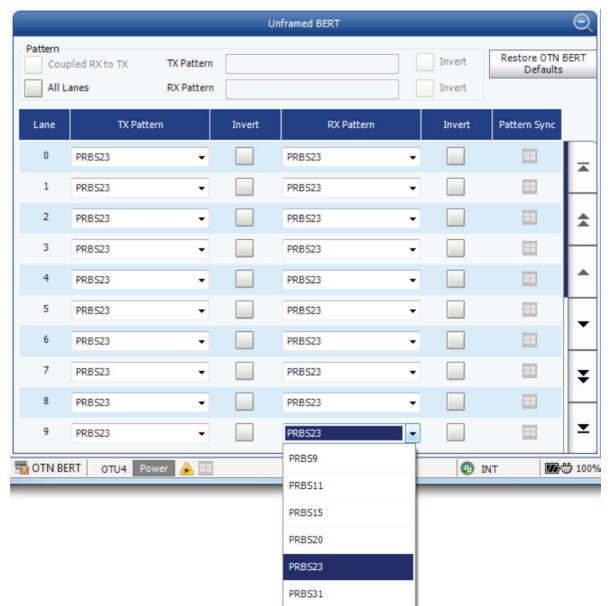 Unframed BERT
Pattern
Coupled RX to TX TX Pattern Invert Restore OTN BERT
Defaults
All Lanes RX Pattern Invert
Lane TX Pattern Invert RX Pattern Invert Pattern Sync
0 PRBS23 PRBS23
1 PRBS23 PRBS23
2 PRBS23 PRBS23
3 PRBS23 PRBS23
4 PRBS23 PRBS23
5 PRBS23 PRBS23
6 PRBS23 PRBS23
7 PRBS23 PRBS23
8 PRBS23 PRBS23
9 PRBS23 PRBS23
OTN BERT OTU4 Power INT 100%
PRBS9
PRBS11
PRBS15
PRBS20
PRBS23
PRBS31